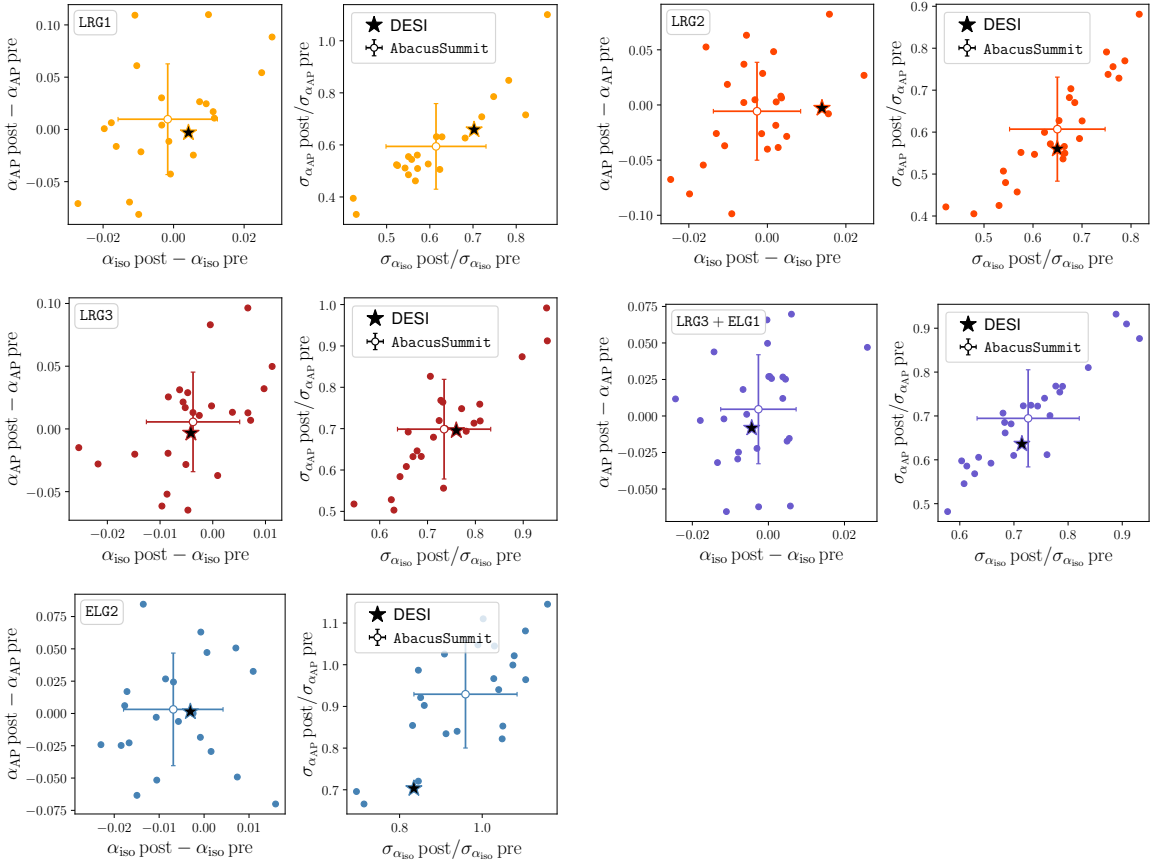 LRG1
α_AP post − α_AP pre
0.10
0.05
0.00
−0.05
−0.02
0.00
0.02
α_iso post − α_iso pre
DESI
AbacusSummit
σ_α_AP post/σ_α_AP pre
1.0
0.8
0.6
0.4
0.4
0.5
0.6
0.7
0.8
σ_α_iso post/σ_α_iso pre
LRG2
α_AP post − α_AP pre
0.05
0.00
−0.05
−0.10
−0.025
0.000
0.025
α_iso post − α_iso pre
DESI
AbacusSummit
σ_α_AP post/σ_α_AP pre
0.9
0.8
0.7
0.6
0.5
0.4
0.5
0.6
0.7
0.8
σ_α_iso post/σ_α_iso pre
LRG3
α_AP post − α_AP pre
0.10
0.05
0.00
−0.05
−0.02
−0.01
0.00
0.01
α_iso post − α_iso pre
DESI
AbacusSummit
σ_α_AP post/σ_α_AP pre
1.0
0.9
0.8
0.7
0.6
0.5
0.6
0.7
0.8
0.9
σ_α_iso post/σ_α_iso pre
LRG3 + ELG1
α_AP post − α_AP pre
0.075
0.050
0.025
0.000
−0.025
−0.050
−0.02
0.00
0.02
α_iso post − α_iso pre
DESI
AbacusSummit
σ_α_AP post/σ_α_AP pre
0.9
0.8
0.7
0.6
0.5
0.6
0.7
0.8
0.9
σ_α_iso post/σ_α_iso pre
ELG2
α_AP post − α_AP pre
0.075
0.050
0.025
0.000
−0.025
−0.050
−0.075
−0.02
−0.01
0.00
0.01
α_iso post − α_iso pre
DESI
AbacusSummit
σ_α_AP post/σ_α_AP pre
1.1
1.0
0.9
0.8
0.7
0.8
1.0
σ_α_iso post/σ_α_iso pre